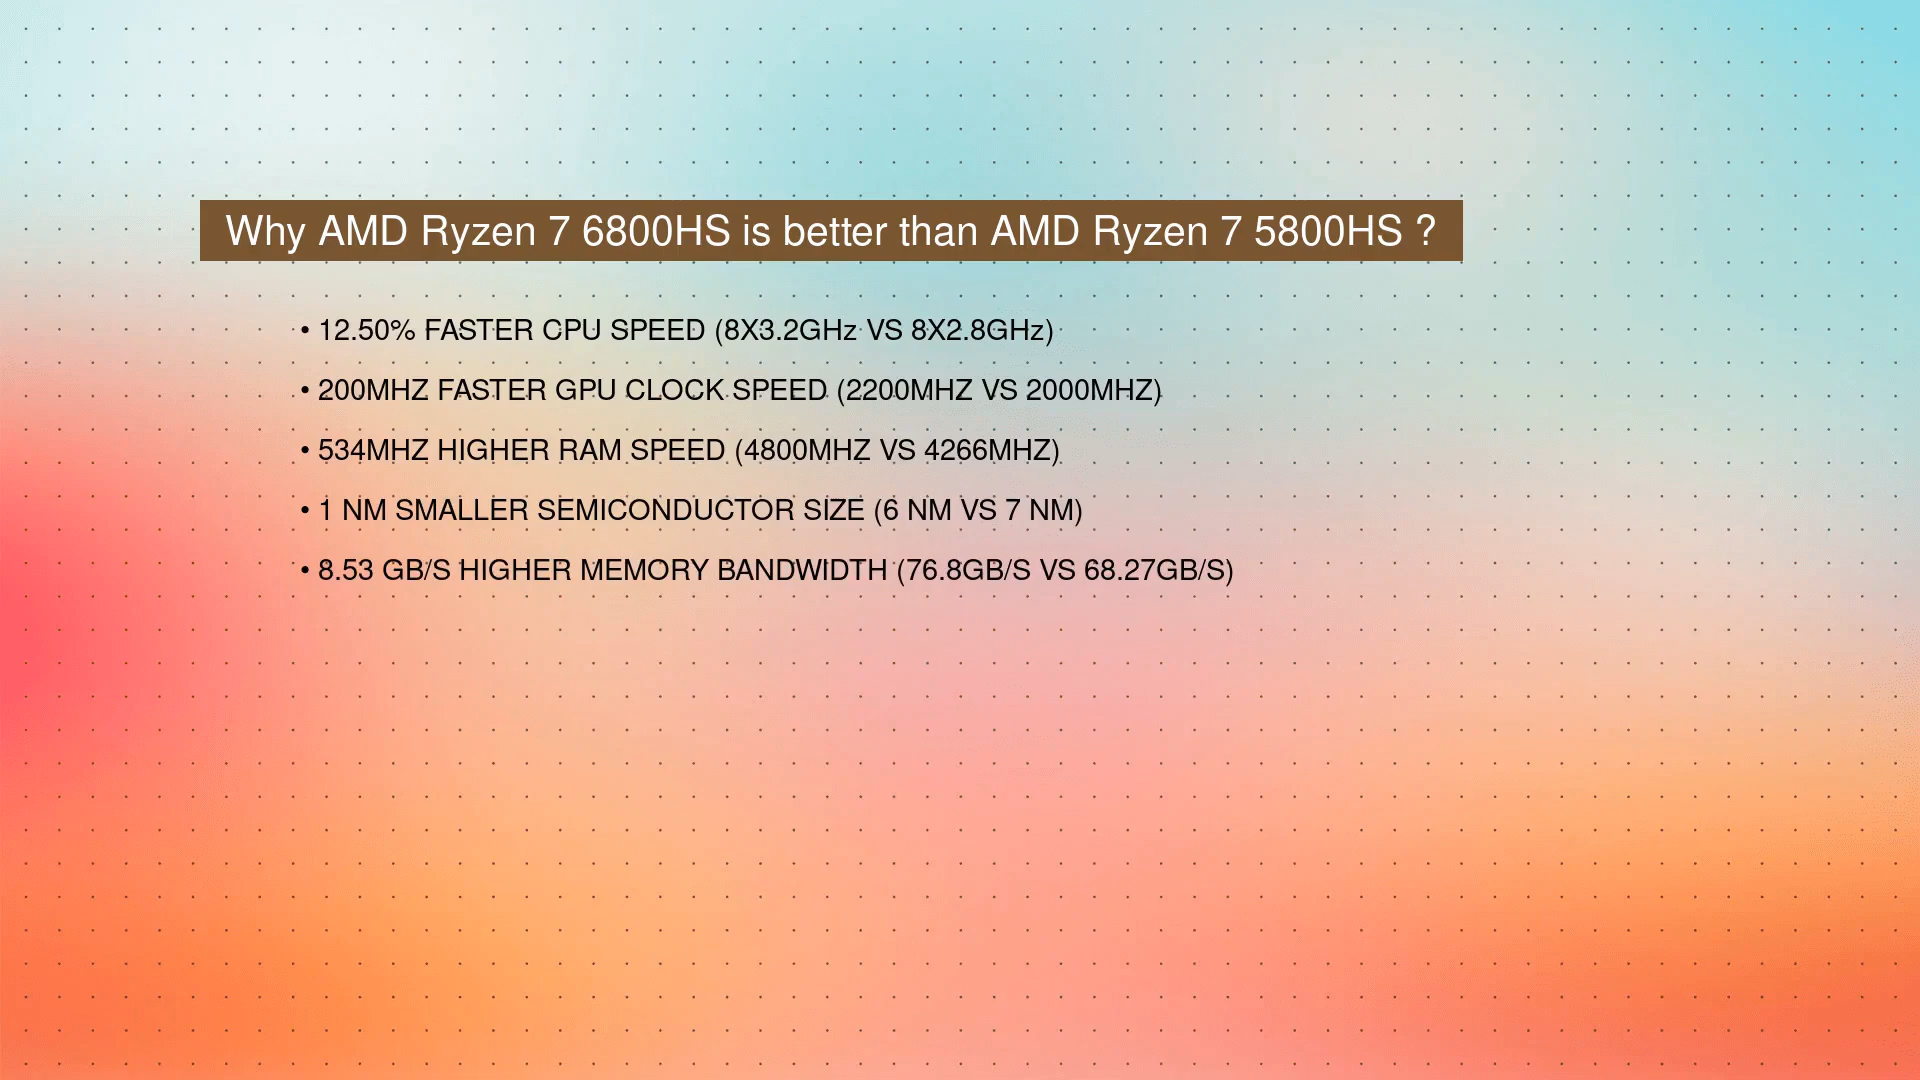 Why AMD Ryzen 7 6800HS is better than AMD Ryzen 7 5800HS ?
• 12.50% FASTER CPU SPEED (8X3.2GHz VS 8X2.8GHz)
• 200MHZ FASTER GPU CLOCK SPEED (2200MHZ VS 2000MHZ)
• 534MHZ HIGHER RAM SPEED (4800MHZ VS 4266MHZ)
• 1 NM SMALLER SEMICONDUCTOR SIZE (6 NM VS 7 NM)
• 8.53 GB/S HIGHER MEMORY BANDWIDTH (76.8GB/S VS 68.27GB/S)